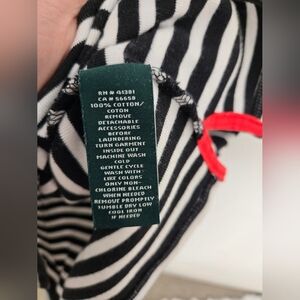 RN # 41381
CA # 56658
100% COTTON/
COTON
REMOVE
DETACHABLE
ACCESSORIES
BEFORE
LAUNDERING
TURN GARMENT
INSIDE OUT
MACHINE WASH
COLD
GENTLE CYCLE
WASH WITH
LIKE COLORS
ONLY NON-
CHLORINE BLEACH
WHEN NEEDED
REMOVE PROMPTLY
TUMBLE DRY LOW
COOL IRON
IF NEEDED